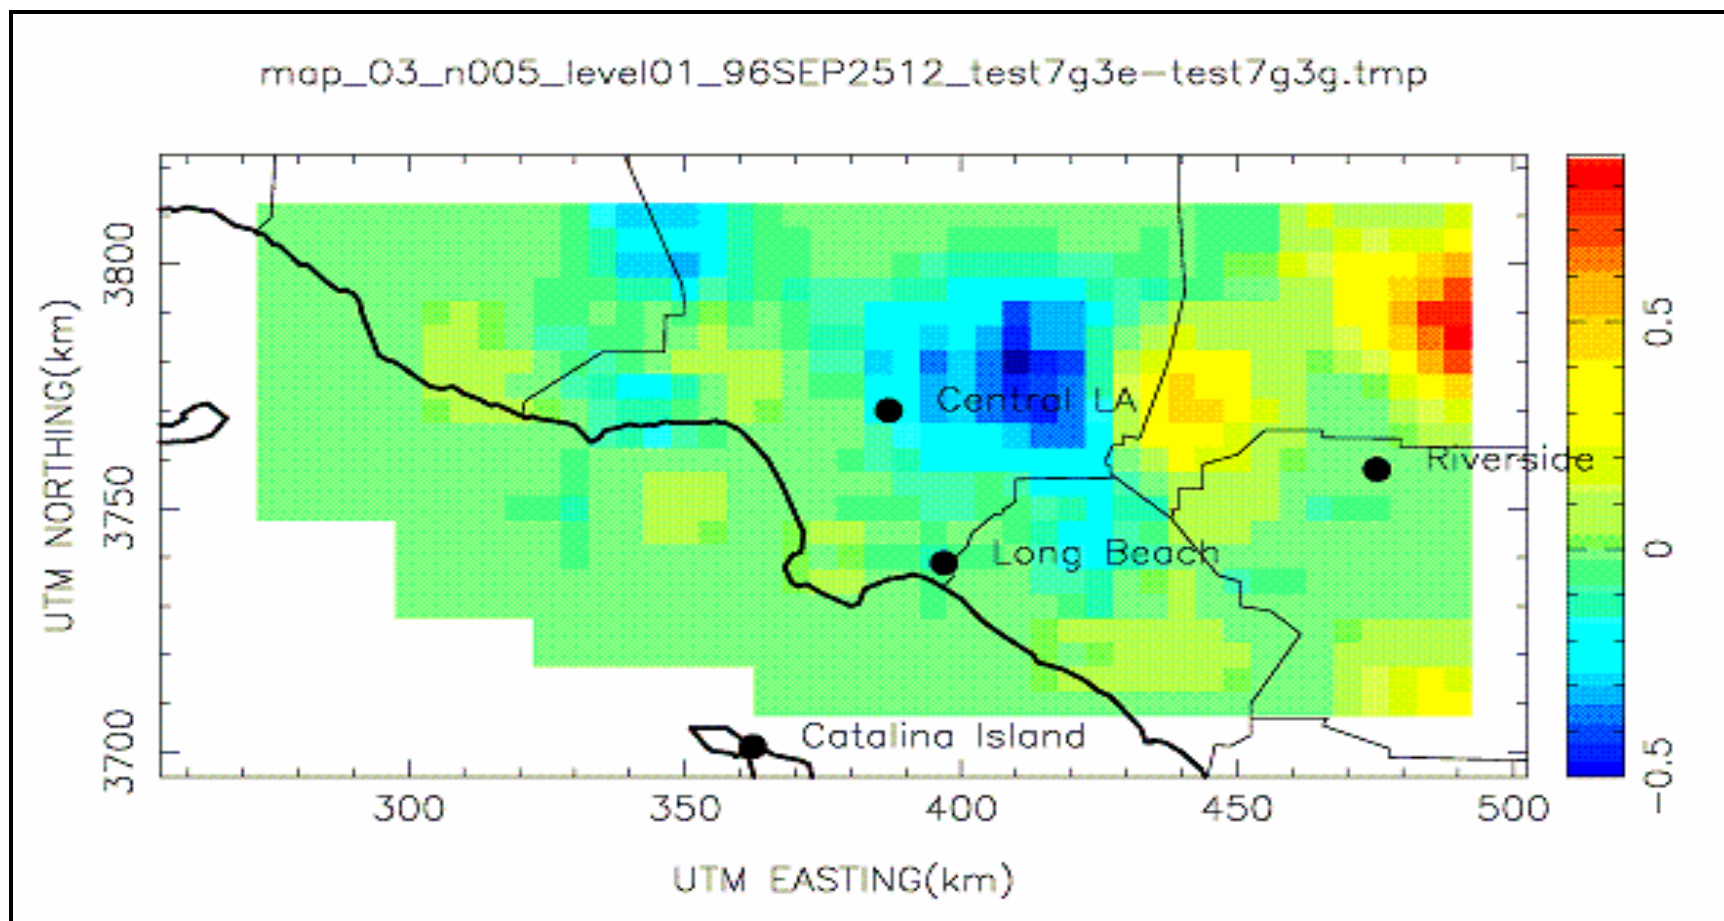 map_O3_n005_level01_96SEP2512_test7g3e-test7g3g.tmp
UTM NORTHING(km)
3800
3750
3700
Central LA
Riverside
Long Beach
Catalina Island
0.5
0
-0.5
300 350 400 450 500
UTM EASTING(km)